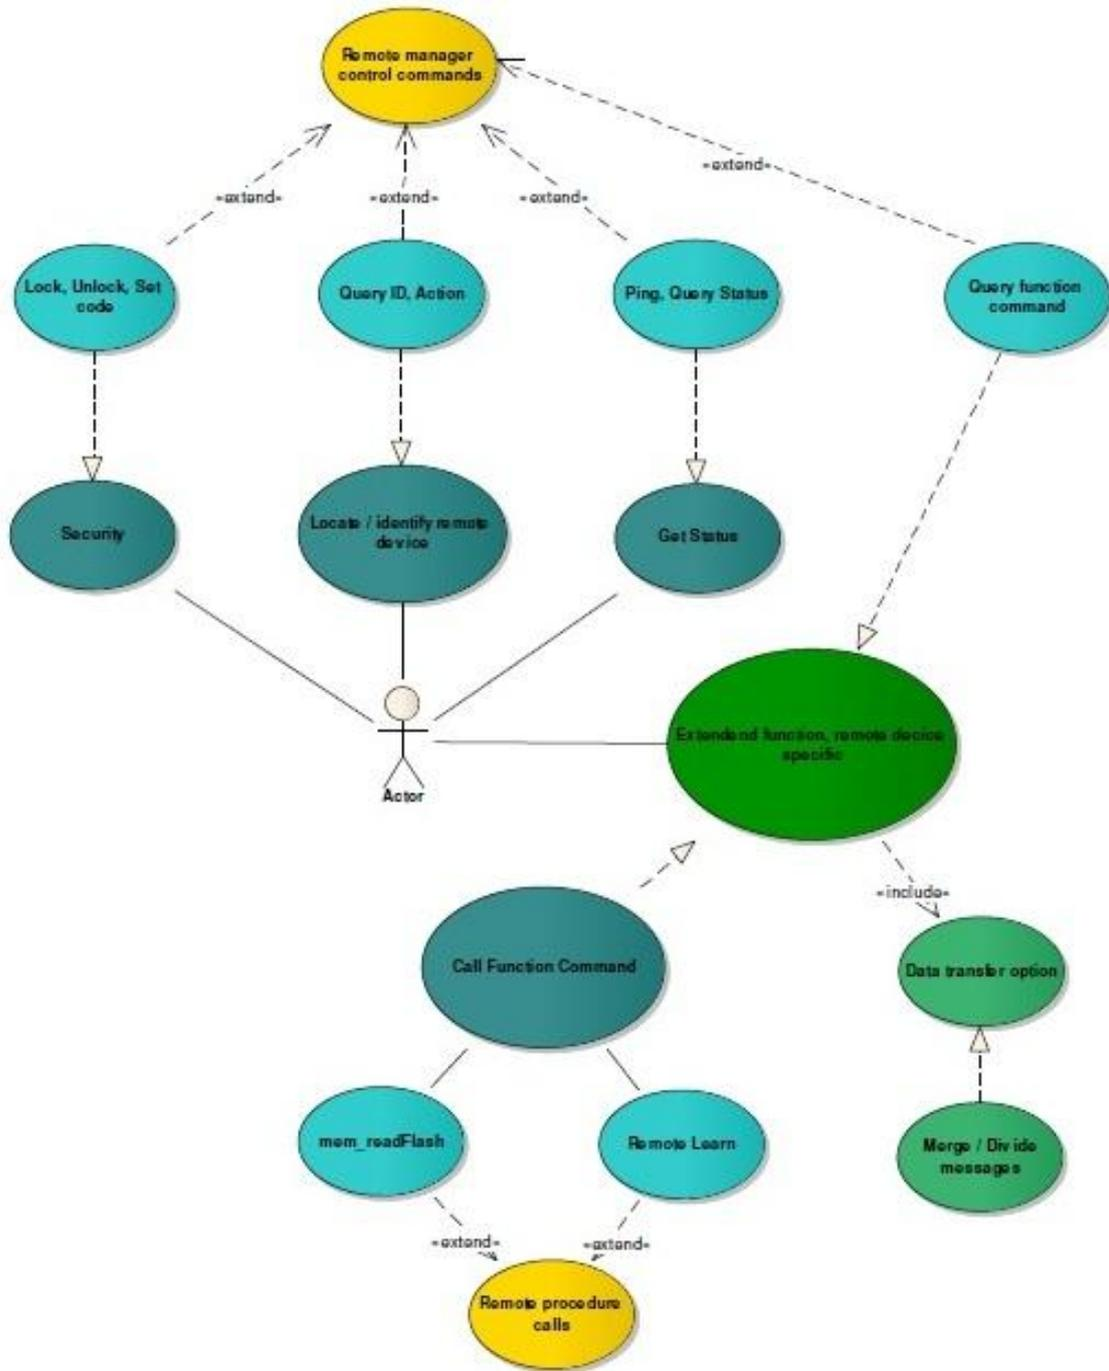 Remote manager
control commands
«extend»
«extend»
«extend»
«extend»
Lock, Unlock, Set
code
Query ID, Action
Ping, Query Status
Query function
command
Security
Locate / identify remote
device
Get Status
Extendend function, remote decice
specific
Actor
«include»
Call Function Command
Data transfer option
mem_readFlash
Remote Learn
Merge / Divide
messages
«extend»
«extend»
Remote procedure
calls